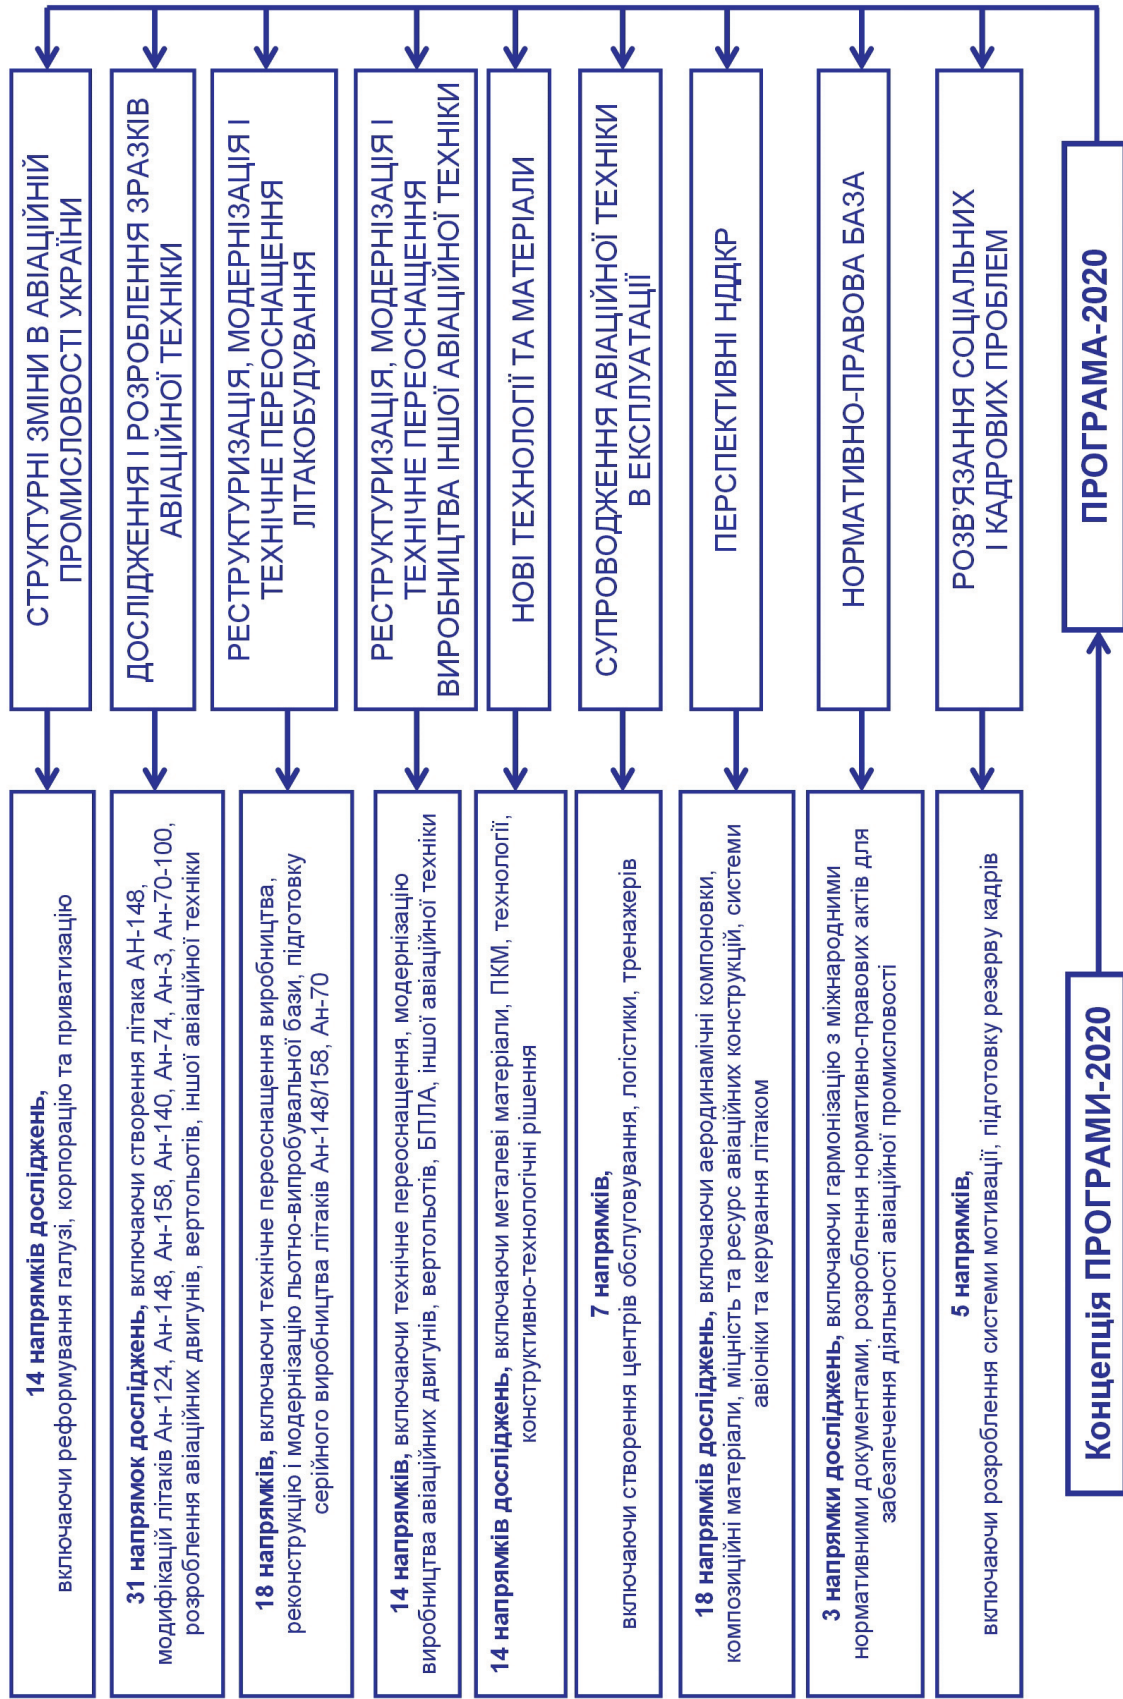 Концепція ПРОГРАМИ-2020
ПРОГРАМА-2020
СТРУКТУРНІ ЗМІНИ В АВІАЦІЙНІЙ
ПРОМИСЛОВОСТІ УКРАЇНИ
14 напрямків досліджень,
включаючи реформування галузі, корпорацію та приватизацію
ДОСЛІДЖЕННЯ І РОЗРОБЛЕННЯ ЗРАЗКІВ
АВІАЦІЙНОЇ ТЕХНІКИ
31 напрямок досліджень, включаючи створення літака АН-148,
модифікацій літаків Ан-124, Ан-148, Ан-158, Ан-140, Ан-74, Ан-3, Ан-70-100,
розроблення авіаційних двигунів, вертольотів, іншої авіаційної техніки
РЕСТРУКТУРИЗАЦІЯ, МОДЕРНІЗАЦІЯ І
ТЕХНІЧНЕ ПЕРЕОСНАЩЕННЯ
ЛІТАКОБУДУВАННЯ
18 напрямків, включаючи технічне переоснащення виробництва,
реконструкцію і модернізацію льотно-випробувальної бази, підготовку
серійного виробництва літаків Ан-148/158, Ан-70
РЕСТРУКТУРИЗАЦІЯ, МОДЕРНІЗАЦІЯ І
ТЕХНІЧНЕ ПЕРЕОСНАЩЕННЯ
ВИРОБНИЦТВА ІНШОЇ АВІАЦІЙНОЇ ТЕХНІКИ
14 напрямків, включаючи технічне переоснащення, модернізацію
виробництва авіаційних двигунів, вертольотів, БПЛА, іншої авіаційної техніки
НОВІ ТЕХНОЛОГІЇ ТА МАТЕРІАЛИ
14 напрямків досліджень, включаючи металеві матеріали, ПКМ, технології,
конструктивно-технологічні рішення
СУПРОВОДЖЕННЯ АВІАЦІЙНОЇ ТЕХНІКИ
В ЕКСПЛУАТАЦІЇ
7 напрямків,
включаючи створення центрів обслуговування, логістики, тренажерів
ПЕРСПЕКТИВНІ НДДКР
18 напрямків досліджень, включаючи аеродинамічні компоновки,
композиційні матеріали, міцність та ресурс авіаційних конструкцій, системи
авіоніки та керування літаком
НОРМАТИВНО-ПРАВОВА БАЗА
3 напрямки досліджень, включаючи гармонізацію з міжнародними
нормативними документами, розроблення нормативно-правових актів для
забезпечення діяльності авіаційної промисловості
РОЗВ’ЯЗАННЯ СОЦІАЛЬНИХ
І КАДРОВИХ ПРОБЛЕМ
5 напрямків,
включаючи розроблення системи мотивації, підготовку резерву кадрів